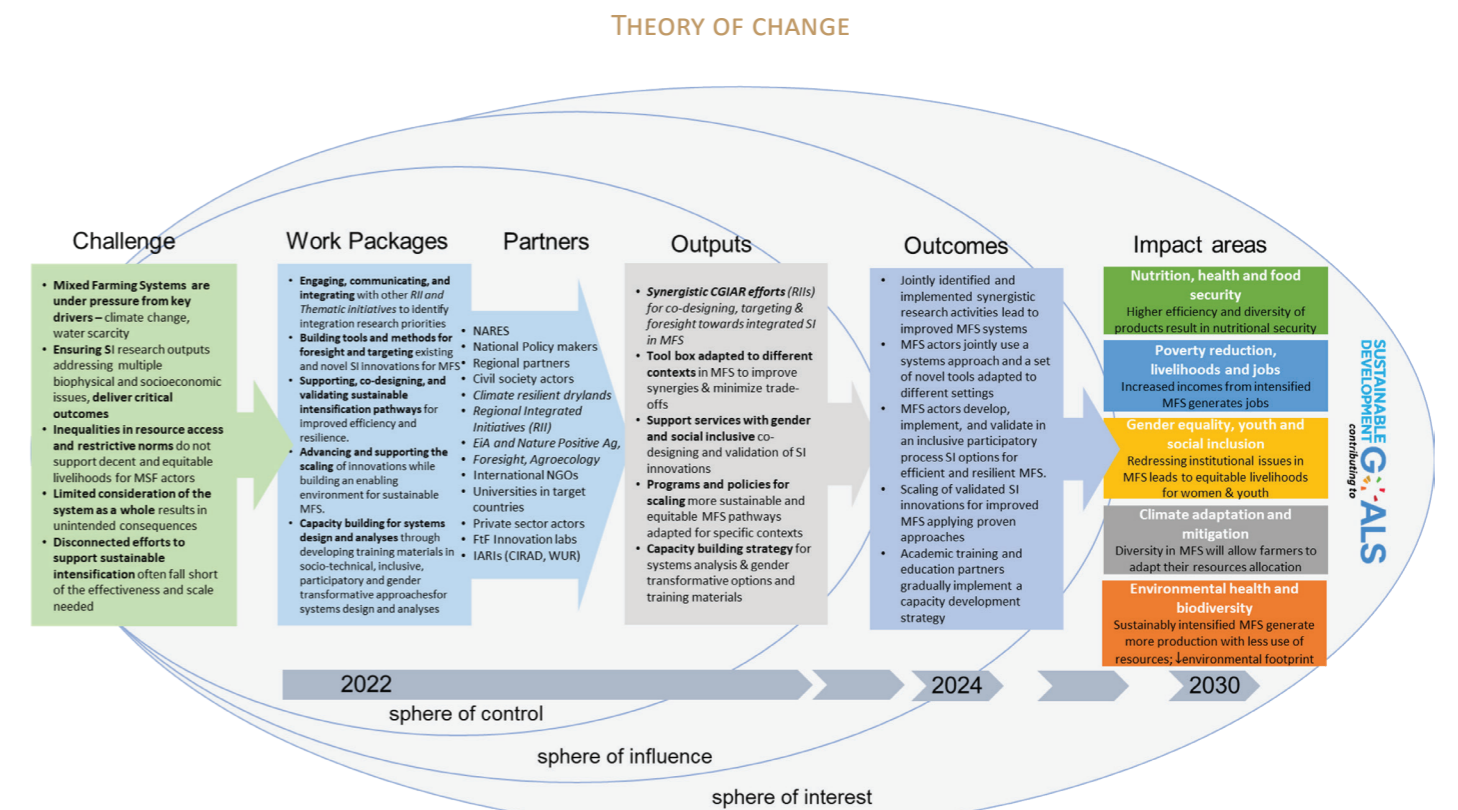 THEORY OF CHANGE
Challenge
• Mixed Farming Systems are
under pressure from key
drivers – climate change,
water scarcity
• Ensuring SI research outputs
addressing multiple
biophysical and socioeconomic
issues, deliver critical
outcomes
• Inequalities in resource access
and restrictive norms do not
support decent and equitable
livelihoods for MSF actors
• Limited consideration of the
system as a whole results in
unintended consequences
• Disconnected efforts to
support sustainable
intensification often fall short
of the effectiveness and scale
needed
Work Packages
• Engaging, communicating, and
integrating with other RII and
Thematic initiatives to identify
integration research priorities
• Building tools and methods for
foresight and targeting existing
and novel SI innovations for MFS
• Supporting, co-designing, and
validating sustainable
intensification pathways for
improved efficiency and
resilience.
• Advancing and supporting the
scaling of innovations while
building an enabling
environment for sustainable
MFS.
• Capacity building for systems
design and analyses through
developing training materials in
socio-technical, inclusive,
participatory and gender
transformative approachesfor
systems design and analyses
Partners
• NARES
• National Policy makers
• Regional partners
• Civil society actors
• Climate resilient drylands
• Regional Integrated
Initiatives (RII)
• EiA and Nature Positive Ag,
• Foresight, Agroecology
• International NGOs
• Universities in target
countries
• Private sector actors
• FtF Innovation labs
• IARIs (CIRAD, WUR)
Outputs
• Synergistic CGIAR efforts (RIIs)
for co-designing, targeting &
foresight towards integrated SI
in MFS
• Tool box adapted to different
contexts in MFS to improve
synergies & minimize trade-
offs
• Support services with gender
and social inclusive co-
designing and validation of SI
innovations
• Programs and policies for
scaling more sustainable and
equitable MFS pathways
adapted for specific contexts
• Capacity building strategy for
systems analysis & gender
transformative options and
training materials
Outcomes
• Jointly identified and
implemented synergistic
research activities lead to
improved MFS systems
• MFS actors jointly use a
systems approach and a set
of novel tools adapted to
different settings
• MFS actors develop,
implement, and validate in
an inclusive participatory
process SI options for
efficient and resilient MFS.
• Scaling of validated SI
innovations for improved
MFS applying proven
approaches
• Academic training and
education partners
gradually implement a
capacity development
strategy
Impact areas
Nutrition, health and food
security
Higher efficiency and diversity of
products result in nutritional security
Poverty reduction,
livelihoods and jobs
Increased incomes from intensified
MFS generates jobs
Gender equality, youth and
social inclusion
Redressing institutional issues in
MFS leads to equitable livelihoods
for women & youth
Climate adaptation and
mitigation
Diversity in MFS will allow farmers to
adapt their resources allocation
Environmental health and
biodiversity
Sustainably intensified MFS generate
more production with less use of
resources; ↓environmental footprint
contributing to
SUSTAINABLE
DEVELOPMENT
GOALS
2022
2024
2030
sphere of control
sphere of influence
sphere of interest